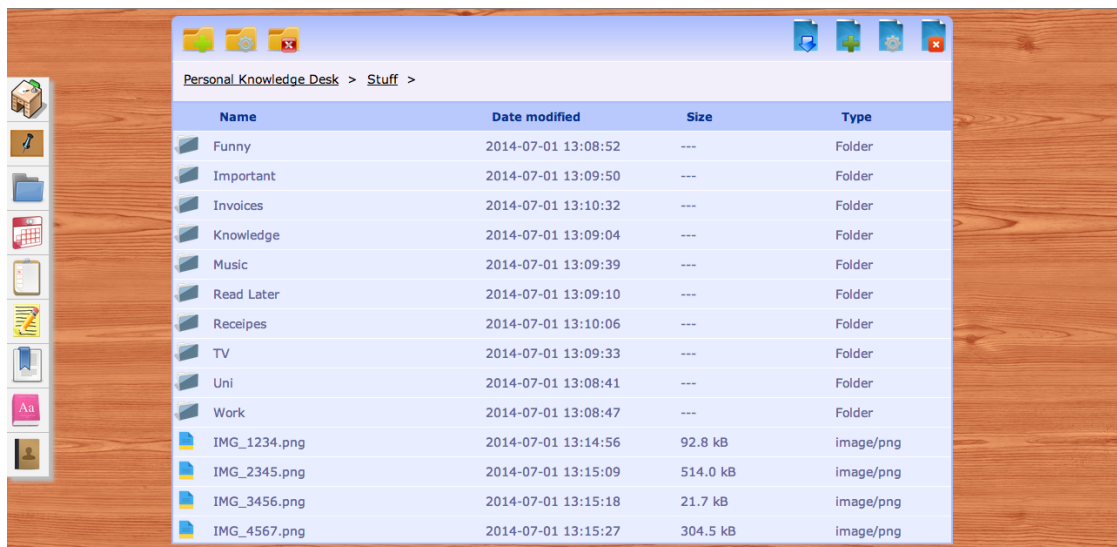 Personal Knowledge Desk > Stuff >
Name Date modified Size Type
Funny 2014-07-01 13:08:52 --- Folder
Important 2014-07-01 13:09:50 --- Folder
Invoices 2014-07-01 13:10:32 --- Folder
Knowledge 2014-07-01 13:09:04 --- Folder
Music 2014-07-01 13:09:39 --- Folder
Read Later 2014-07-01 13:09:10 --- Folder
Receipes 2014-07-01 13:10:06 --- Folder
TV 2014-07-01 13:09:33 --- Folder
Uni 2014-07-01 13:08:41 --- Folder
Work 2014-07-01 13:08:47 --- Folder
IMG_1234.png 2014-07-01 13:14:56 92.8 kB image/png
IMG_2345.png 2014-07-01 13:15:09 514.0 kB image/png
IMG_3456.png 2014-07-01 13:15:18 21.7 kB image/png
Aa
IMG_4567.png 2014-07-01 13:15:27 304.5 kB image/png